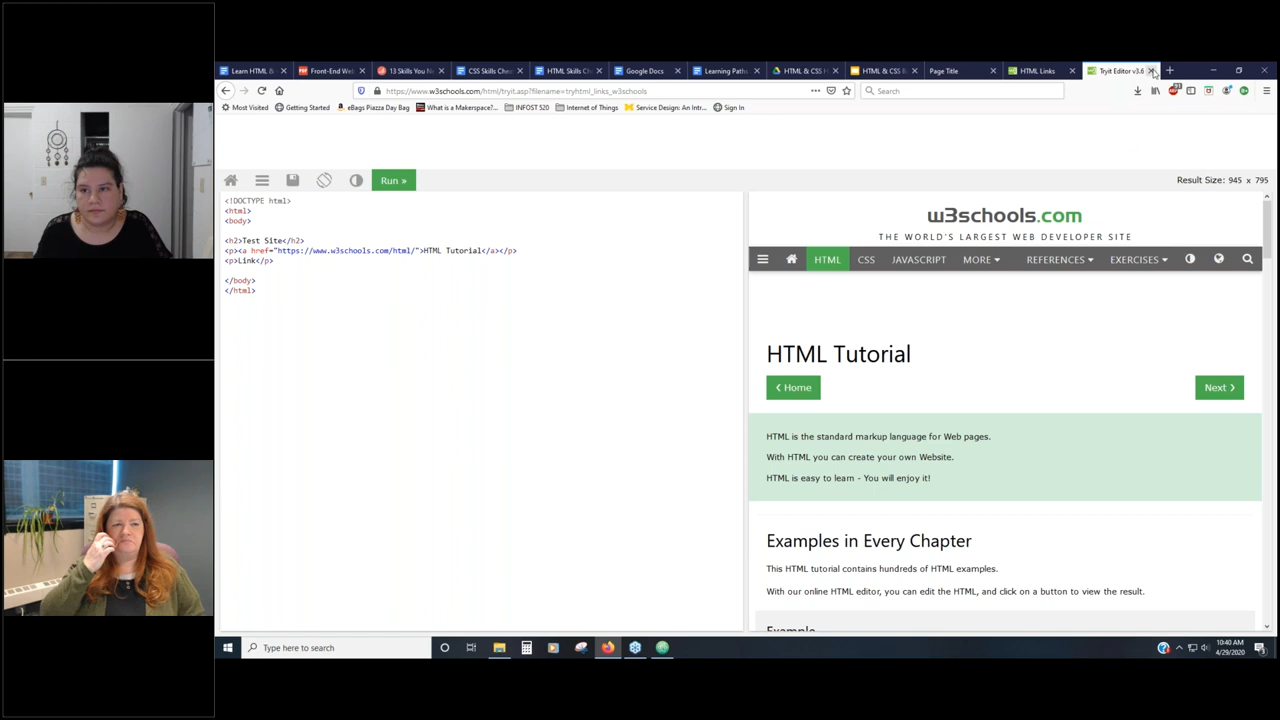 Learn HTML &
Front-End Web
13 Skills You Ne
CSS Skills Chea
HTML Skills Ch
Google Docs
Learning Paths
HTML & CSS H
HTML & CSS B
Page Title
HTML Links
Tryit Editor v3.6
https://www.w3schools.com/html/tryit.asp?filename=tryhtml_links_w3schools
Search
Most Visited
Getting Started
eBags Piazza Day Bag
What is a Makerspace?...
INFOST 520
Internet of Things
Service Design: An Intr...
Sign In
Run »
Result Size: 945 x 795
<!DOCTYPE html>
<html>
<body>
<h2>Test Site</h2>
<p><a href="https://www.w3schools.com/html/">HTML Tutorial</a></p>
<p>Link</p>
</body>
</html>
w3schools.com
THE WORLD'S LARGEST WEB DEVELOPER SITE
HTML CSS JAVASCRIPT MORE REFERENCES EXERCISES
HTML Tutorial
❮ Home
Next ❯
HTML is the standard markup language for Web pages.
With HTML you can create your own Website.
HTML is easy to learn - You will enjoy it!
Examples in Every Chapter
This HTML tutorial contains hundreds of HTML examples.
With our online HTML editor, you can edit the HTML, and click on a button to view the result.
Example
Type here to search
10:40 AM
4/29/2020